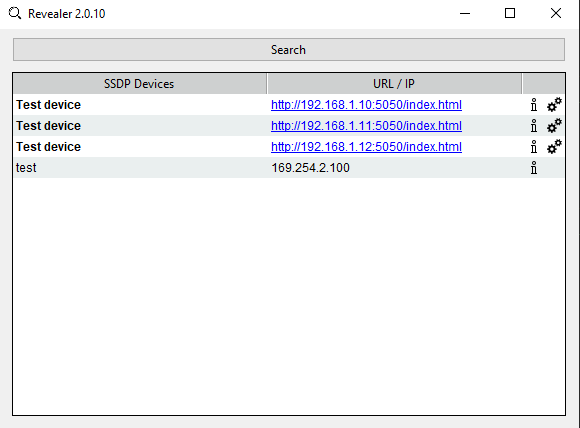 Revealer 2.0.10
Search
SSDP Devices URL / IP
Test device http://192.168.1.10:5050/index.html
Test device http://192.168.1.11:5050/index.html
Test device http://192.168.1.12:5050/index.html
test 169.254.2.100